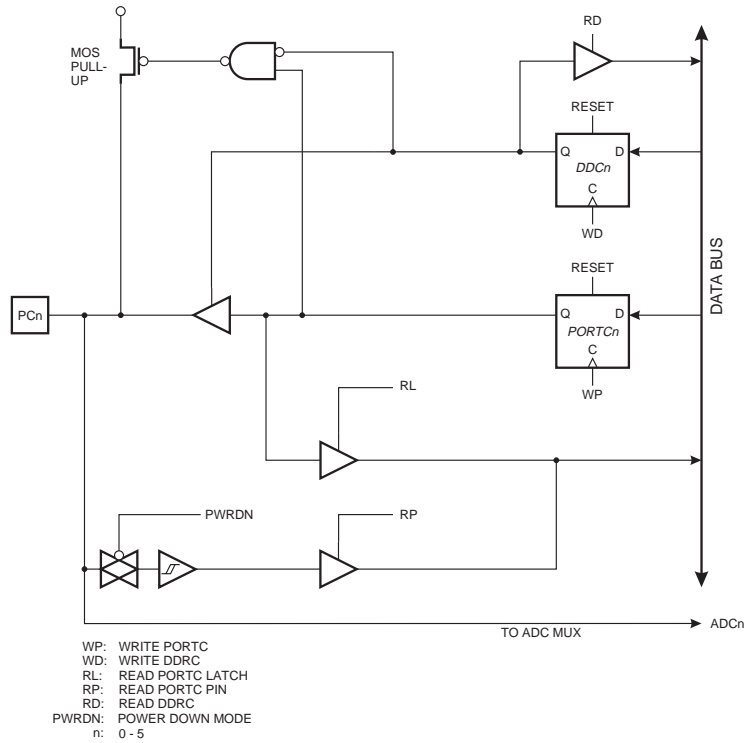 RD
MOS
PULL-
UP
RESET
Q D
DDCn
C
WD
RESET
DATA BUS
PCn
Q D
PORTCn
C
WP
RL
PWRDN
RP
TO ADC MUX
ADCn
WP: WRITE PORTC
WD: WRITE DDRC
RL: READ PORTC LATCH
RP: READ PORTC PIN
RD: READ DDRC
PWRDN: POWER DOWN MODE
n: 0 - 5